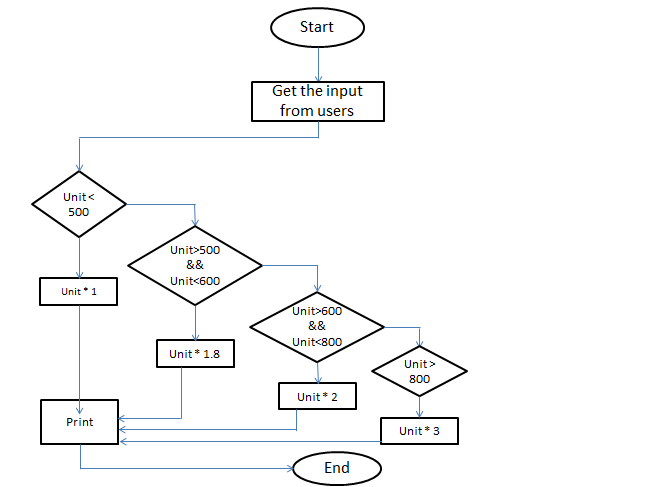 Start
Get the input
from users
Unit <
500
Unit>500
&&
Unit<600
Unit * 1
Unit>600
&&
Unit<800
Unit * 1.8
Unit >
800
Unit * 2
Print
Unit * 3
End